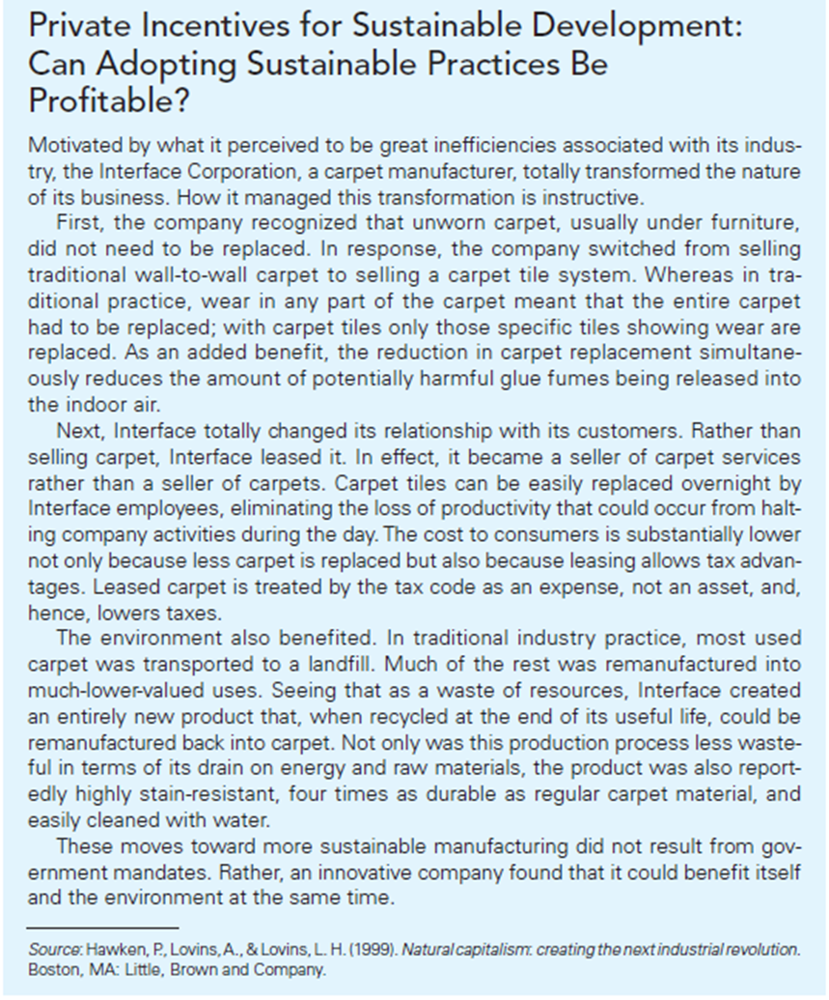 Private Incentives for Sustainable Development:
Can Adopting Sustainable Practices Be
Profitable?
Motivated by what it perceived to be great inefficiencies associated with its indus-
try, the Interface Corporation, a carpet manufacturer, totally transformed the nature
of its business. How it managed this transformation is instructive.
First, the company recognized that unworn carpet, usually under furniture,
did not need to be replaced. In response, the company switched from selling
traditional wall-to-wall carpet to selling a carpet tile system. Whereas in tra-
ditional practice, wear in any part of the carpet meant that the entire carpet
had to be replaced; with carpet tiles only those specific tiles showing wear are
replaced. As an added benefit, the reduction in carpet replacement simultane-
ously reduces the amount of potentially harmful glue fumes being released into
the indoor air.
Next, Interface totally changed its relationship with its customers. Rather than
selling carpet, Interface leased it. In effect, it became a seller of carpet services
rather than a seller of carpets. Carpet tiles can be easily replaced overnight by
Interface employees, eliminating the loss of productivity that could occur from halt-
ing company activities during the day. The cost to consumers is substantially lower
not only because less carpet is replaced but also because leasing allows tax advan-
tages. Leased carpet is treated by the tax code as an expense, not an asset, and,
hence, lowers taxes.
The environment also benefited. In traditional industry practice, most used
carpet was transported to a landfill. Much of the rest was remanufactured into
much-lower-valued uses. Seeing that as a waste of resources, Interface created
an entirely new product that, when recycled at the end of its useful life, could be
remanufactured back into carpet. Not only was this production process less waste-
ful in terms of its drain on energy and raw materials, the product was also report-
edly highly stain-resistant, four times as durable as regular carpet material, and
easily cleaned with water.
These moves toward more sustainable manufacturing did not result from gov-
ernment mandates. Rather, an innovative company found that it could benefit itself
and the environment at the same time.
Source: Hawken, P., Lovins, A., & Lovins, L. H. (1999). Natural capitalism: creating the next industrial revolution.
Boston, MA: Little, Brown and Company.